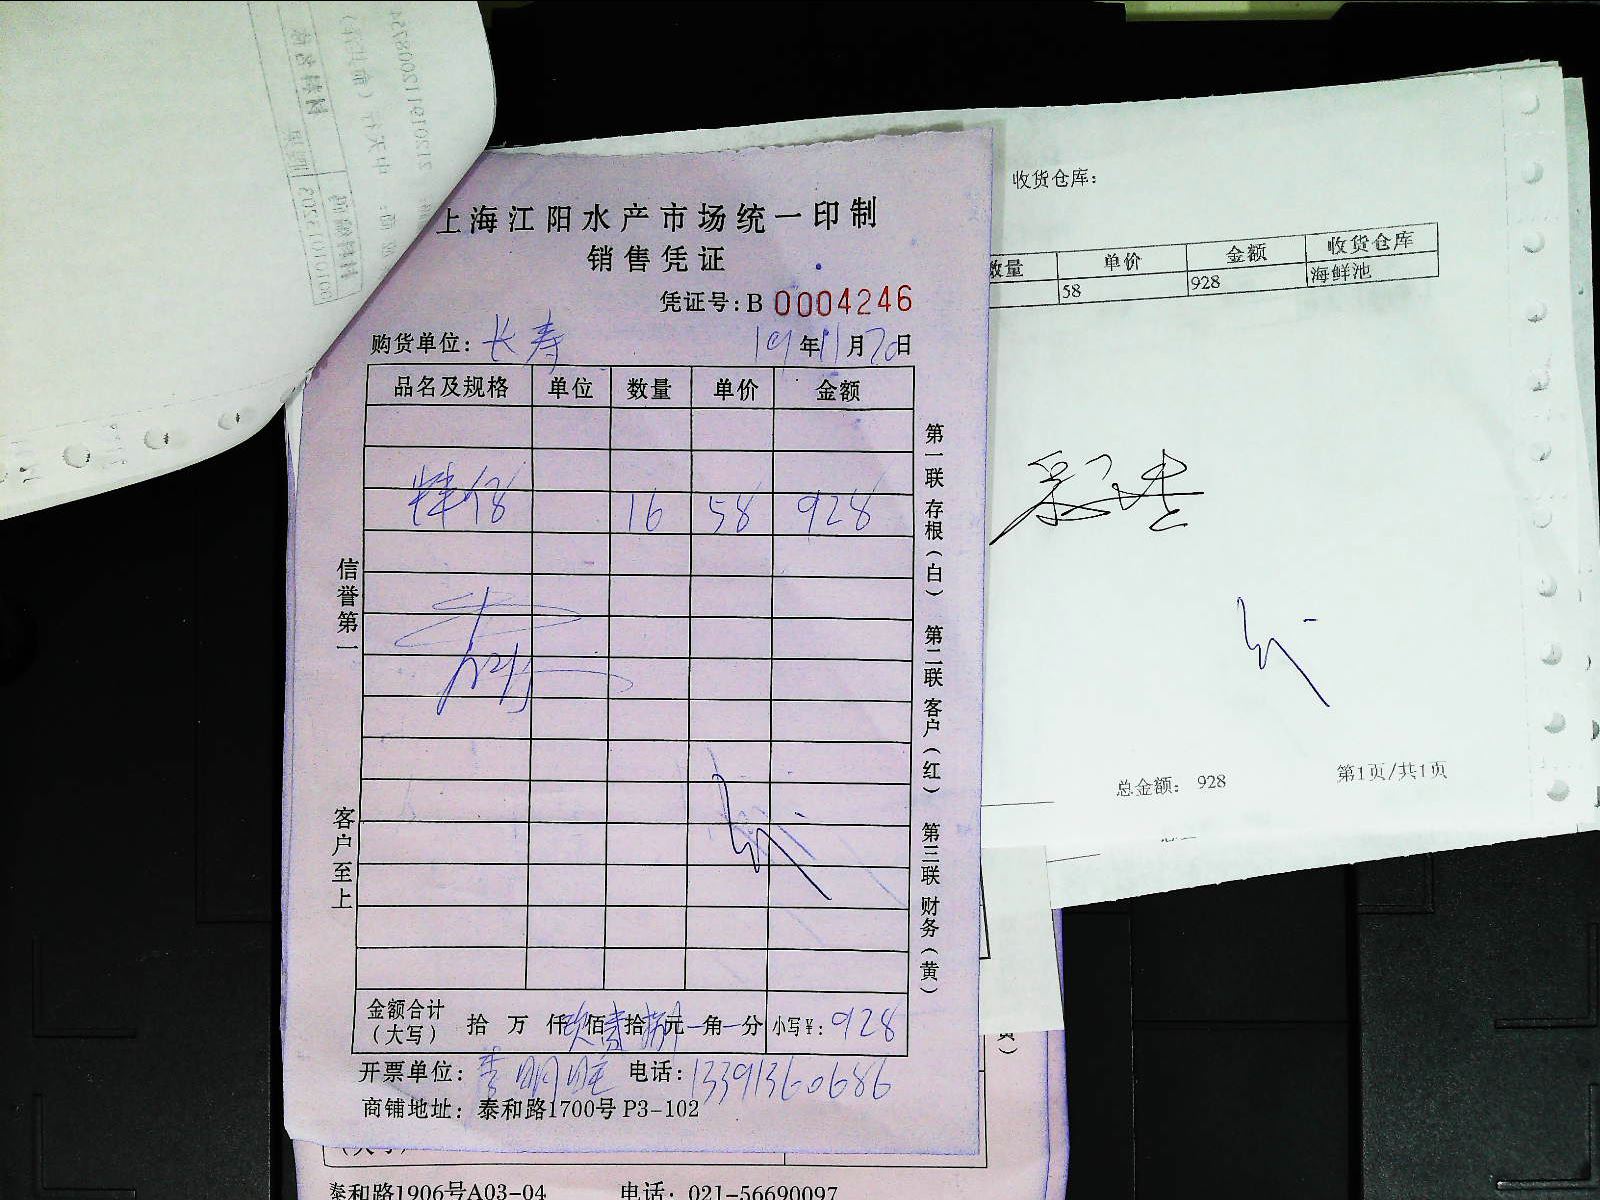 上海江阳水产市场统一印制
销售凭证
凭证号:B 0004246
购货单位: 长寿 19年11月20日
品名及规格 单位 数量 单价 金额
16 58 928
信誉第一
客户至上
第一联 存根(白) 第二联 客户(红) 第三联 财务(黄)
金额合计(大写) 拾 万 仟 玖佰 拾 捌元 角 分 小写¥: 928
开票单位: 李明 电话: 13391360686
商铺地址: 泰和路1700号 P3-102
收货仓库:
数量 单价 金额 收货仓库
58 928 海鲜池
总金额: 928 第1页/共1页
泰和路1906号A03-04 电话: 021-56690097